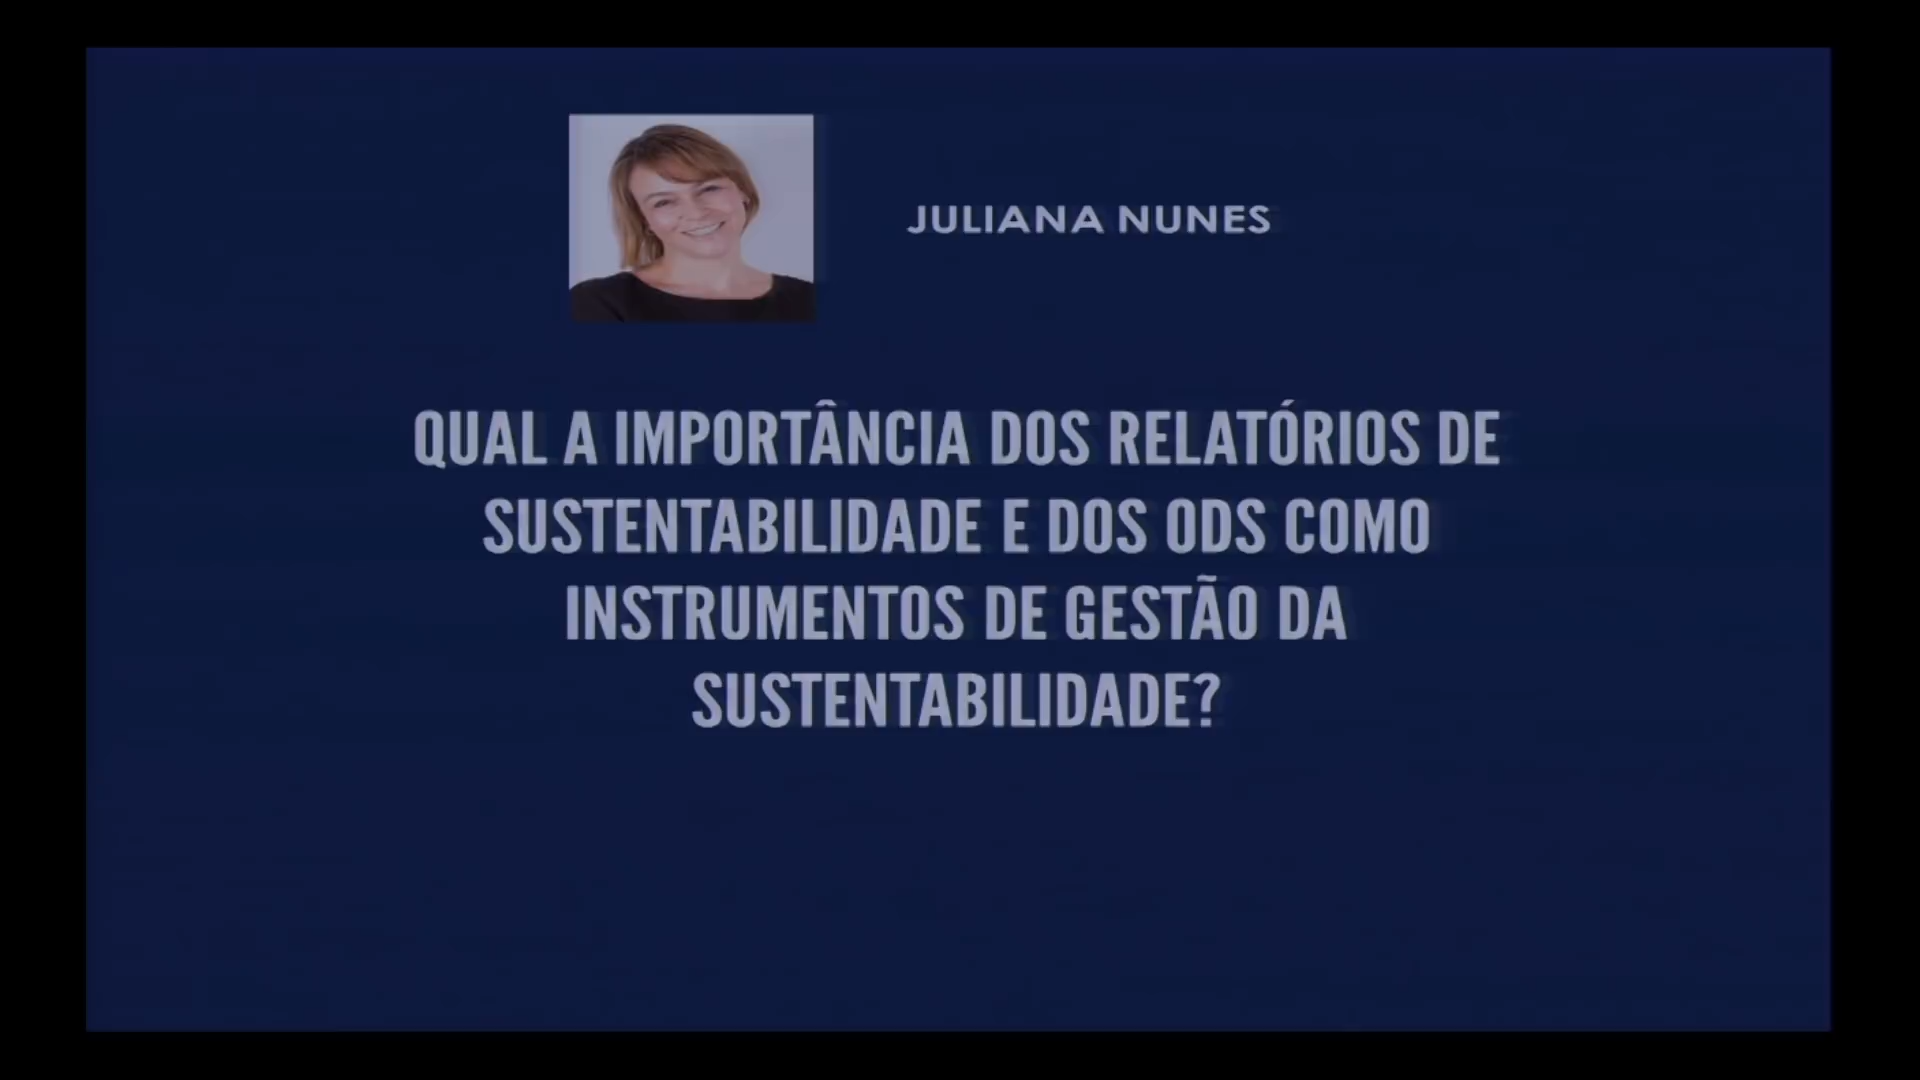 JULIANA NUNES
QUAL A IMPORTÂNCIA DOS RELATÓRIOS DE
SUSTENTABILIDADE E DOS ODS COMO
INSTRUMENTOS DE GESTÃO DA
SUSTENTABILIDADE?